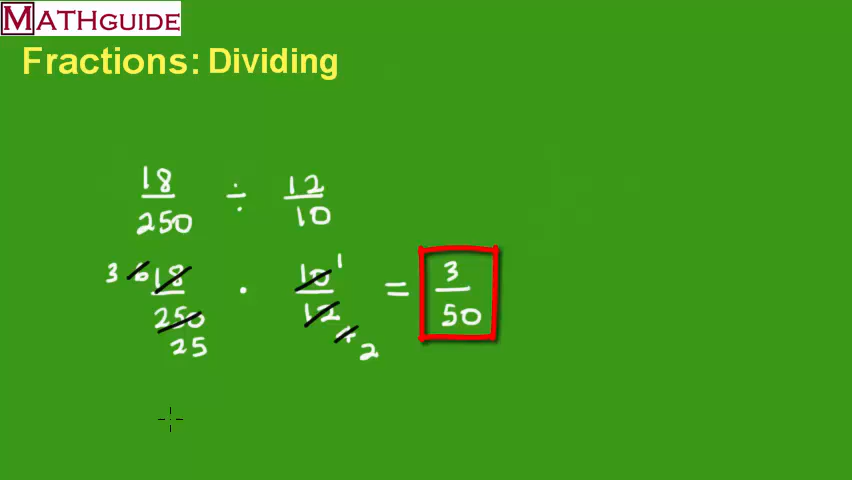 MATHGUIDE
Fractions: Dividing
18/250 ÷ 12/10
3 6 18/250 25 · 10 1/12 4 2 = 3/50